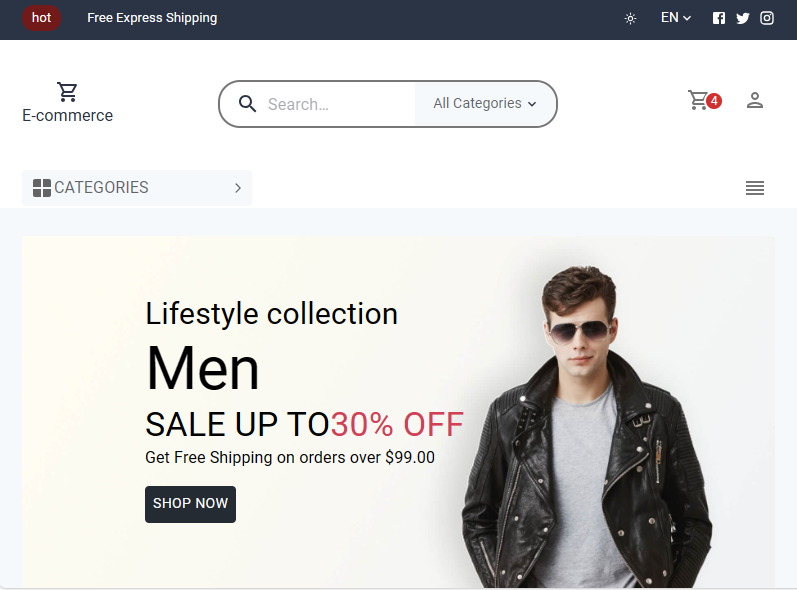 hot
Free Express Shipping
EN
E-commerce
Search…
All Categories
4
CATEGORIES
Lifestyle collection
Men
SALE UP TO30% OFF
Get Free Shipping on orders over $99.00
SHOP NOW